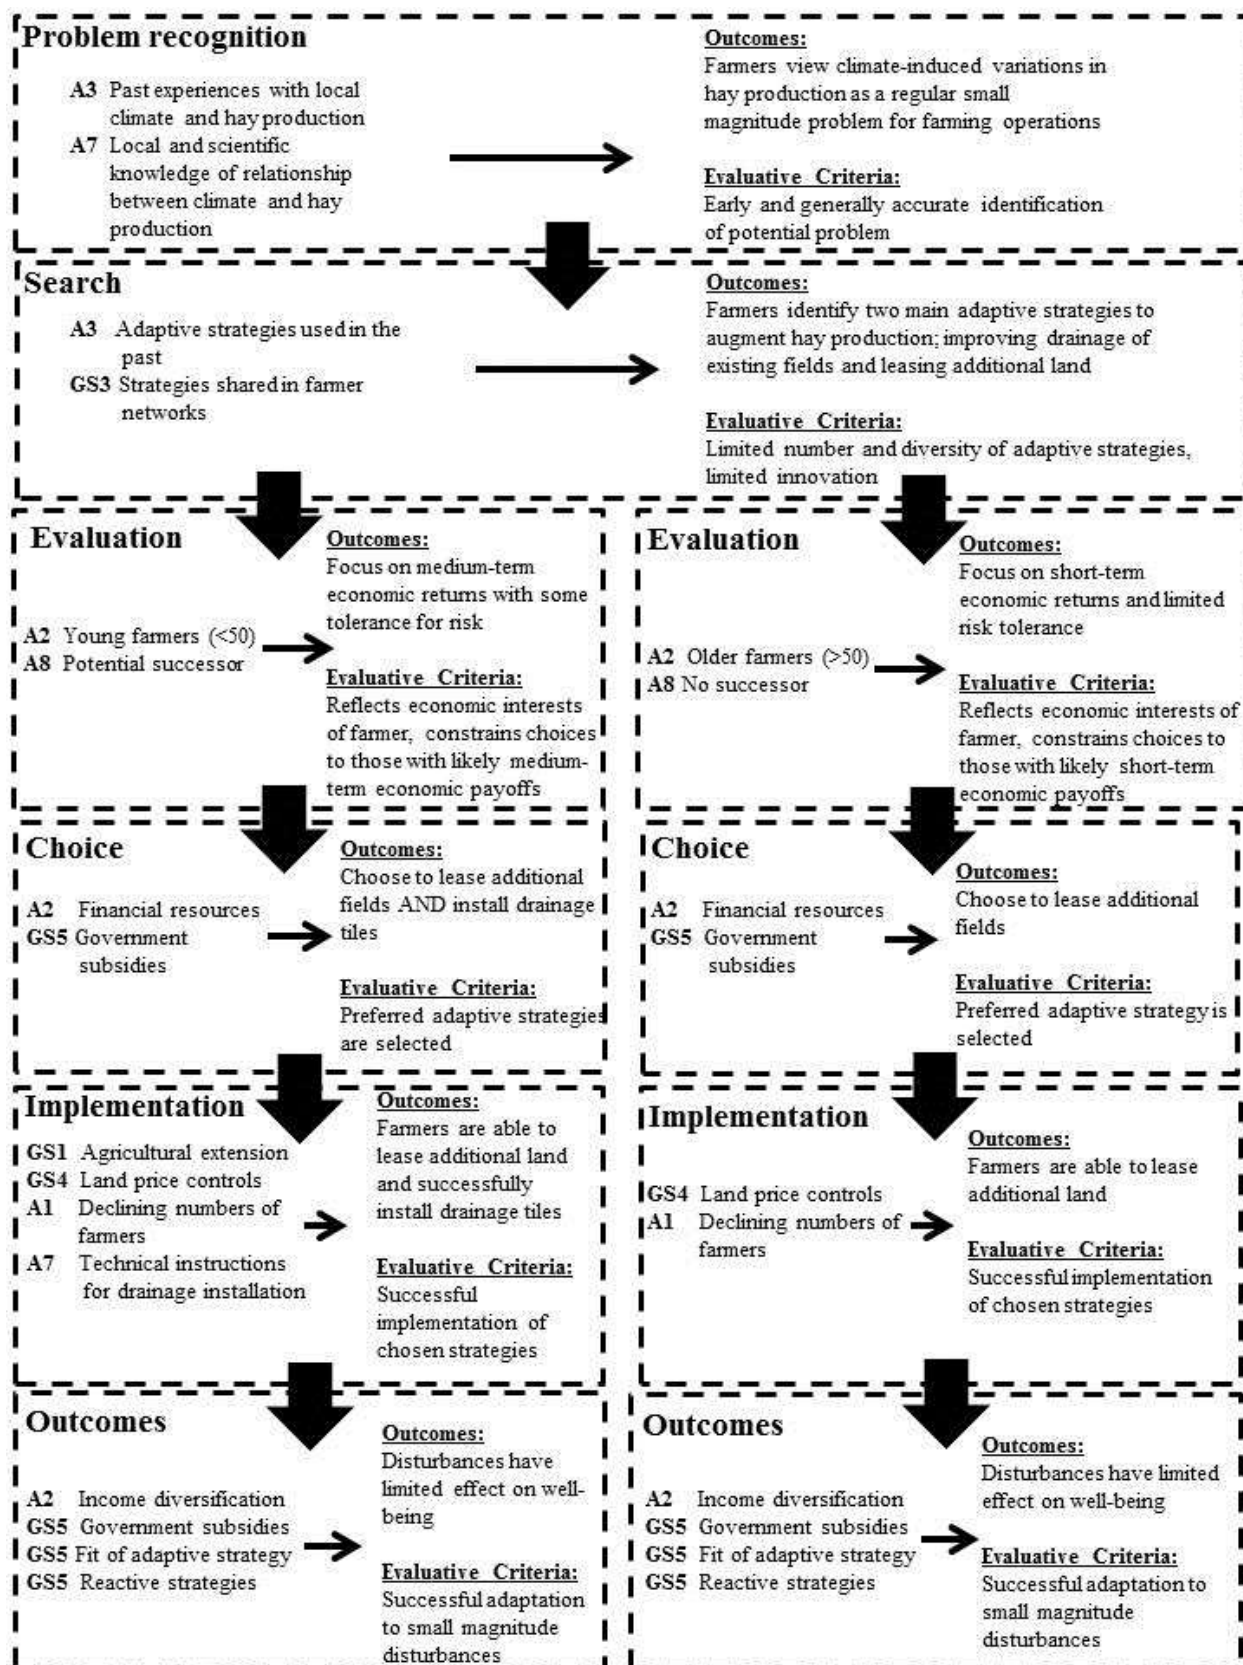 Problem recognition
A3 Past experiences with local
climate and hay production
A7 Local and scientific
knowledge of relationship
between climate and hay
production
Outcomes:
Farmers view climate-induced variations in
hay production as a regular small
magnitude problem for farming operations
Evaluative Criteria:
Early and generally accurate identification
of potential problem
Search
A3 Adaptive strategies used in the
past
GS3 Strategies shared in farmer
networks
Outcomes:
Farmers identify two main adaptive strategies to
augment hay production; improving drainage of
existing fields and leasing additional land
Evaluative Criteria:
Limited number and diversity of adaptive strategies,
limited innovation
Evaluation
A2 Young farmers (<50)
A8 Potential successor
Outcomes:
Focus on medium-term
economic returns with some
tolerance for risk
Evaluative Criteria:
Reflects economic interests
of farmer, constrains choices
to those with likely medium-
term economic payoffs
Evaluation
A2 Older farmers (>50)
A8 No successor
Outcomes:
Focus on short-term
economic returns and limited
risk tolerance
Evaluative Criteria:
Reflects economic interests of
farmer, constrains choices to
those with likely short-term
economic payoffs
Choice
A2 Financial resources
GS5 Government
subsidies
Outcomes:
Choose to lease additional
fields AND install drainage
tiles
Evaluative Criteria:
Preferred adaptive strategies
are selected
Choice
A2 Financial resources
GS5 Government
subsidies
Outcomes:
Choose to lease additional
fields
Evaluative Criteria:
Preferred adaptive strategy is
selected
Implementation
GS1 Agricultural extension
GS4 Land price controls
A1 Declining numbers of
farmers
A7 Technical instructions
for drainage installation
Outcomes:
Farmers are able to
lease additional land
and successfully
install drainage tiles
Evaluative Criteria:
Successful
implementation of
chosen strategies
Implementation
GS4 Land price controls
A1 Declining numbers of
farmers
Outcomes:
Farmers are able to lease
additional land
Evaluative Criteria:
Successful implementation
of chosen strategies
Outcomes
A2 Income diversification
GS5 Government subsidies
GS5 Fit of adaptive strategy
GS5 Reactive strategies
Outcomes:
Disturbances have
limited effect on well-
being
Evaluative Criteria:
Successful adaptation
to small magnitude
disturbances
Outcomes
A2 Income diversification
GS5 Government subsidies
GS5 Fit of adaptive strategy
GS5 Reactive strategies
Outcomes:
Disturbances have limited
effect on well-being
Evaluative Criteria:
Successful adaptation to
small magnitude
disturbances